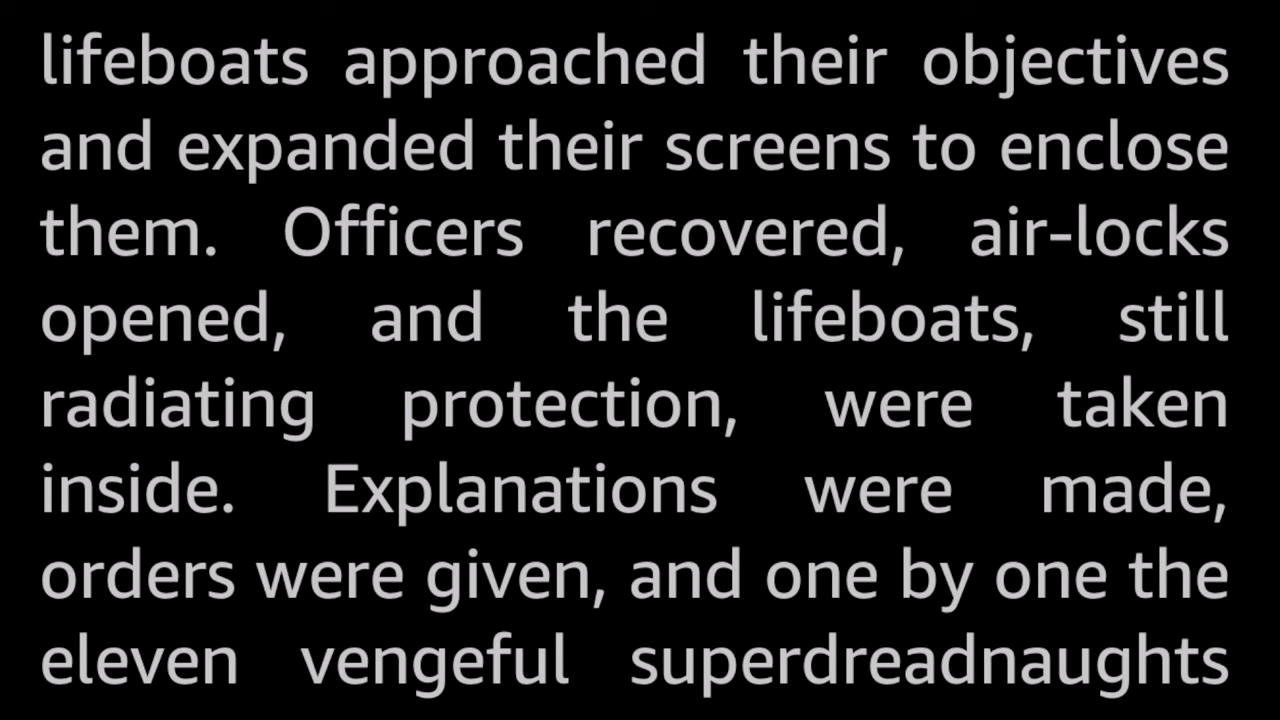 lifeboats approached their objectives
and expanded their screens to enclose
them. Officers recovered, air-locks
opened, and the lifeboats, still
radiating protection, were taken
inside. Explanations were made,
orders were given, and one by one the
eleven vengeful superdreadnaughts